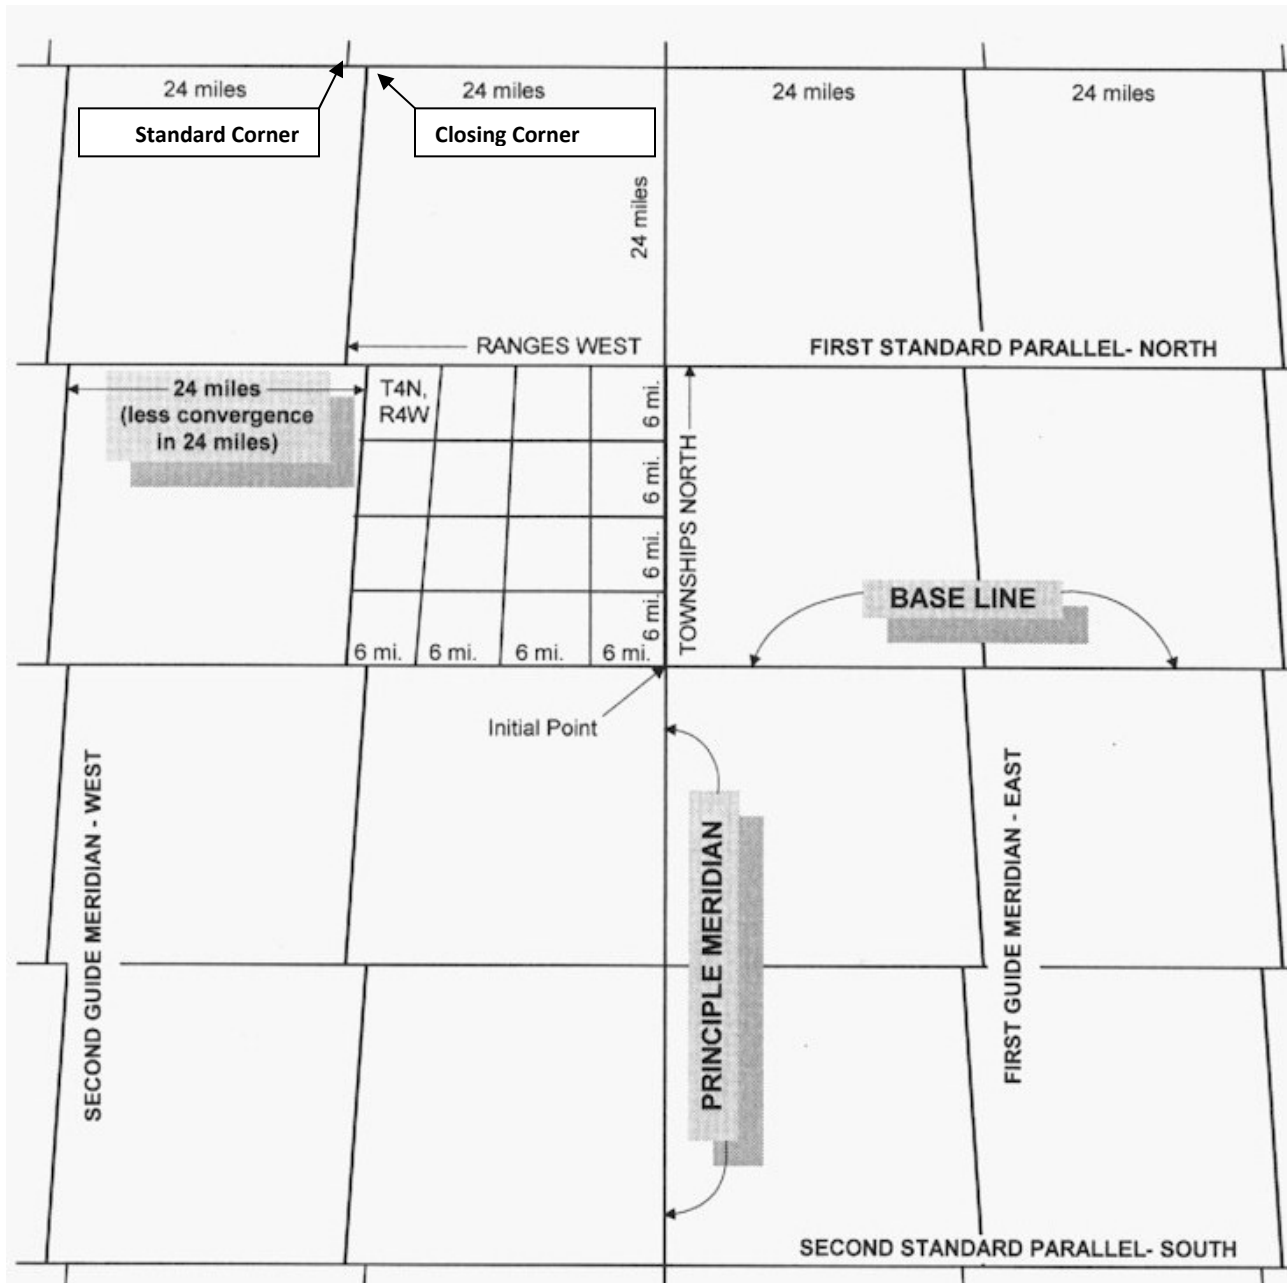 24 miles
24 miles
24 miles
24 miles
Standard Corner
Closing Corner
24 miles
RANGES WEST
FIRST STANDARD PARALLEL- NORTH
24 miles
(less convergence
in 24 miles)
T4N,
R4W
6 mi.
6 mi.
6 mi.
6 mi.
TOWNSHIPS NORTH
BASE LINE
6 mi.
6 mi.
6 mi.
6 mi.
Initial Point
SECOND GUIDE MERIDIAN - WEST
PRINCIPLE MERIDIAN
FIRST GUIDE MERIDIAN - EAST
SECOND STANDARD PARALLEL- SOUTH